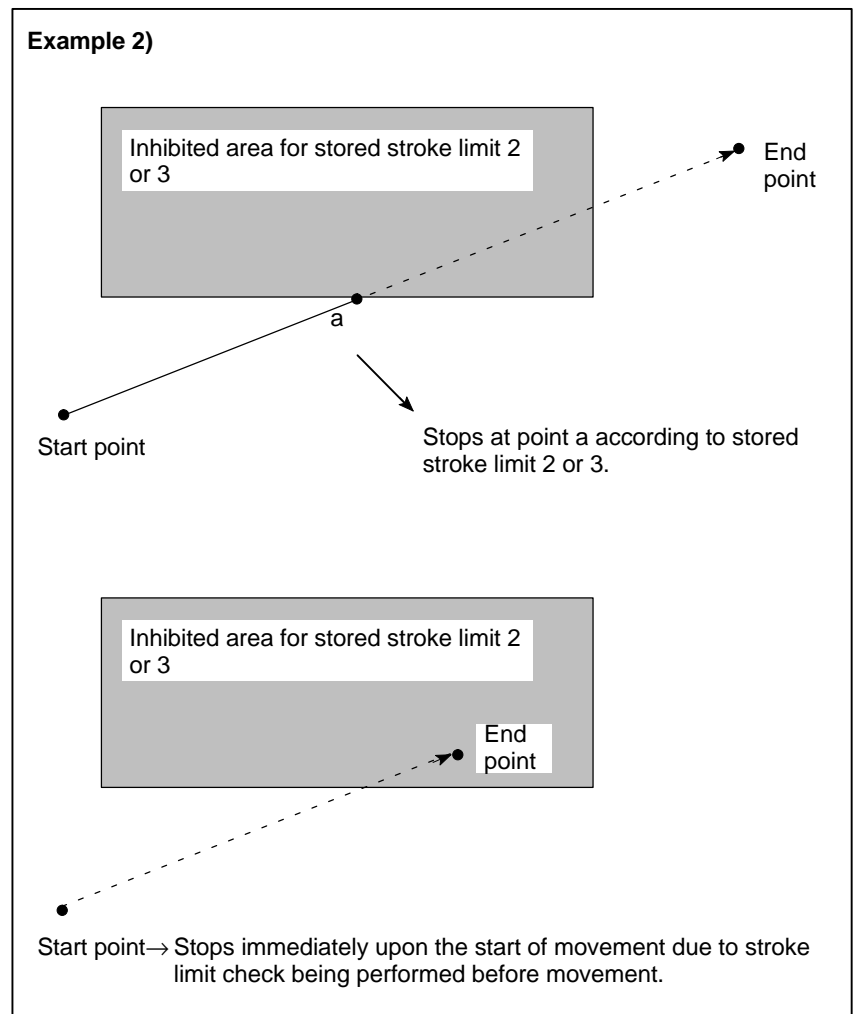 Example 2)
Inhibited area for stored stroke limit 2
or 3
End
point
a
Start point
Stops at point a according to stored
stroke limit 2 or 3.
Inhibited area for stored stroke limit 2
or 3
End
point
Start point→ Stops immediately upon the start of movement due to stroke
limit check being performed before movement.